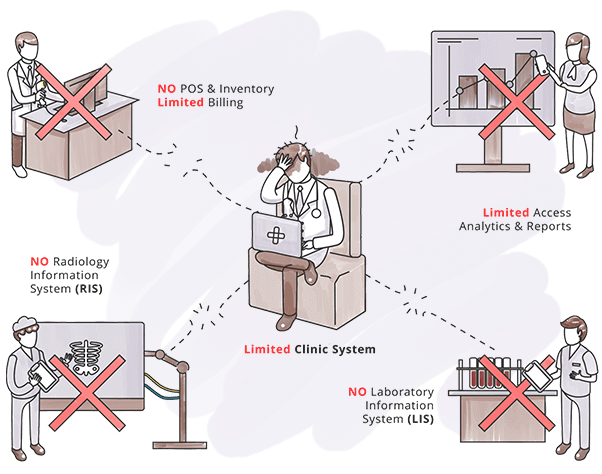 NO POS & Inventory
Limited Billing
Limited Access
Analytics & Reports
NO Radiology
Information
System (RIS)
Limited Clinic System
NO Laboratory
Information
System (LIS)